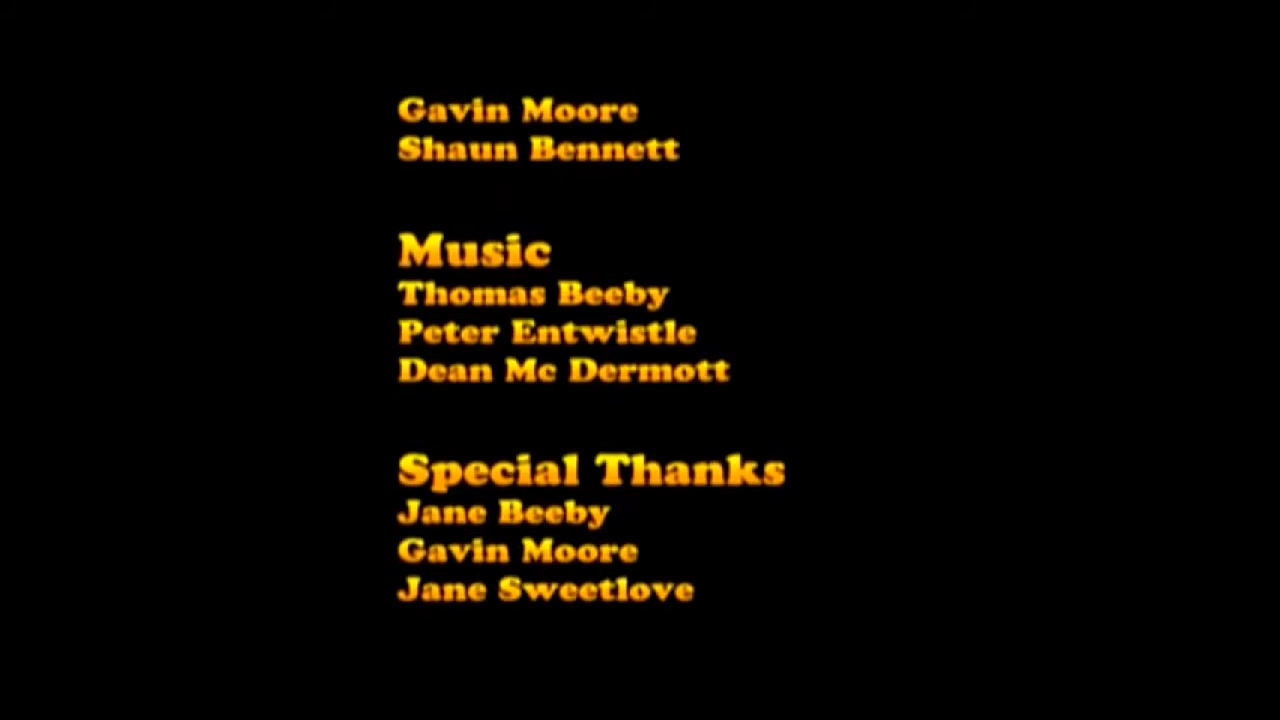 Gavin Moore
Shaun Bennett
Music
Thomas Beeby
Peter Entwistle
Dean Mc Dermott
Special Thanks
Jane Beeby
Gavin Moore
Jane Sweetlove